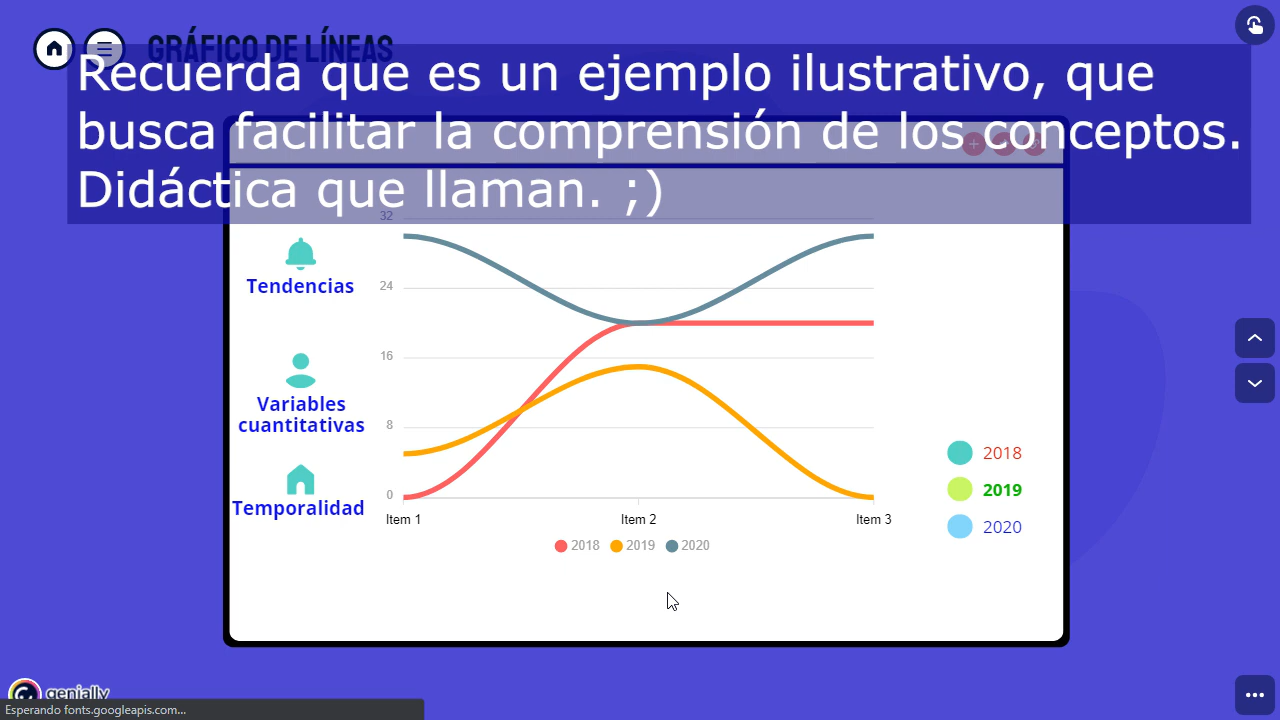 GRÁFICO DE LÍNEAS
Recuerda que es un ejemplo ilustrativo, que
busca facilitar la comprensión de los conceptos.
Didáctica que llaman. ;)
32
Tendencias
24
16
Variables
cuantitativas
8
2018
2019
0
Temporalidad
Item 1
Item 2
Item 3
2020
2018
2019
2020
genially
Esperando fonts.googleapis.com...